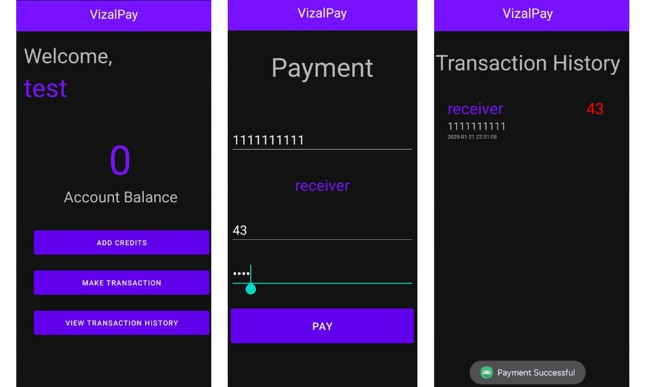 VizalPay
Welcome,
test
0
Account Balance
ADD CREDITS
MAKE TRANSACTION
VIEW TRANSACTION HISTORY
VizalPay
Payment
1111111111
receiver
43
••••
PAY
VizalPay
Transaction History
receiver
43
1111111111
2025-01-21 22:31:08
Payment Successful